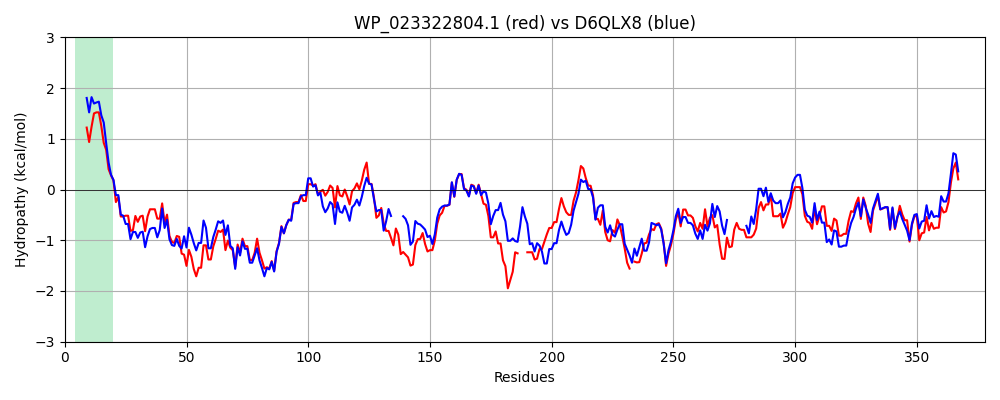 WP_023322804.1 (red) vs D6QLX8 (blue)
3
2
1
0
−1
−2
−3
Hydropathy (kcal/mol)
0 50 100 150 200 250 300 350
Residues